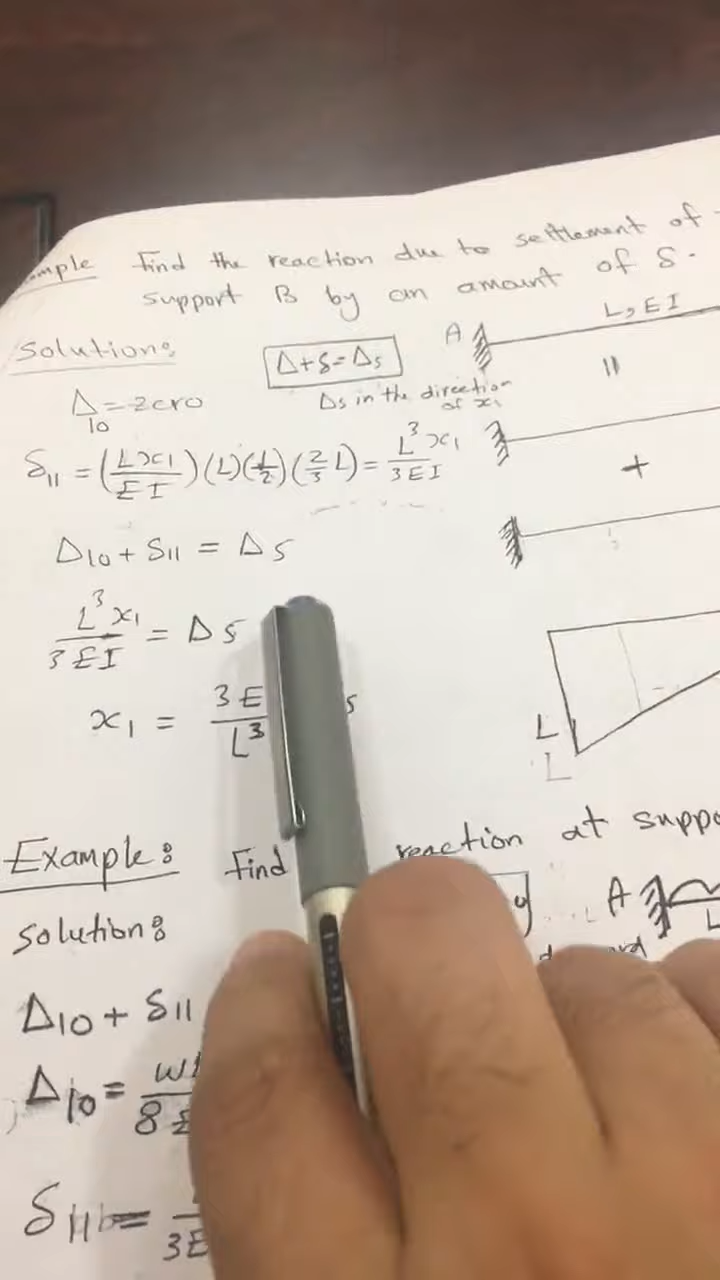 ample Find the reaction due to settlement of
support B by an amount of δ.
Solution:
Δ+δ=Δs
A
L, EI
Δ10 = zero
Δs in the direction
of x1
=
δ11 = (Lx1/EI)(L)(1/2)(2/3 L) = L³x1/3EI
+
Δ10 + δ11 = Δs
L³x1/3EI = Δs
x1 = 3E/L³ s
L
L
Example: Find reaction at suppo
A
L
Solution:
Δ10 + δ11
Δ10 = w/8E
δ11 = /3E